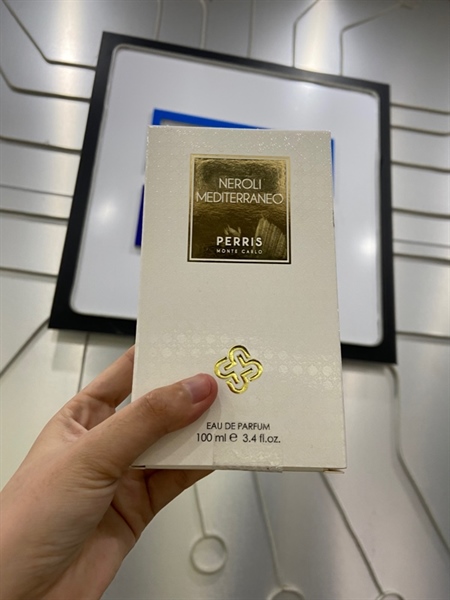 NEROLI
MEDITERRANEO
PERRIS
MONTE CARLO
EAU DE PARFUM
100 ml e 3.4 fl.oz.